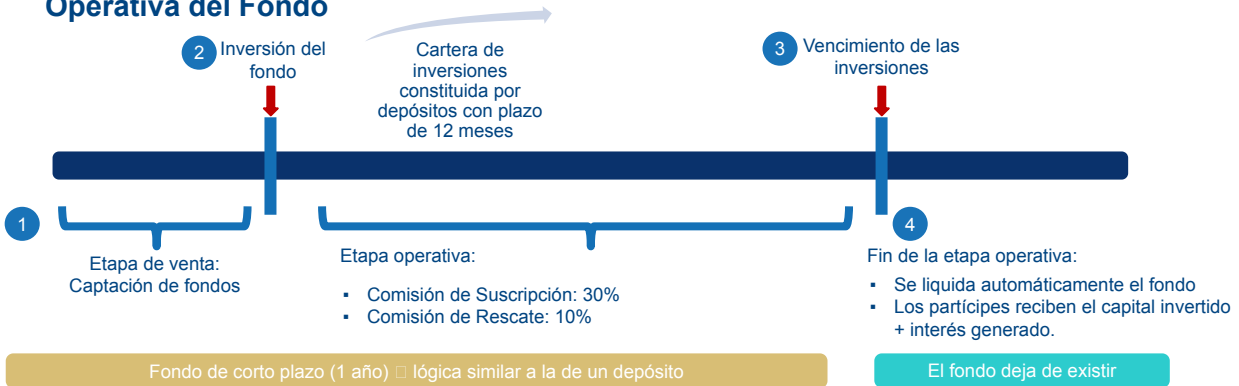 Operativa del Fondo
2
Inversión del
fondo
Cartera de
inversiones
constituida por
depósitos con plazo
de 12 meses
3
Vencimiento de las
inversiones
1
Etapa de venta:
Captación de fondos
Etapa operativa:
▪ Comisión de Suscripción: 30%
▪ Comisión de Rescate: 10%
4
Fin de la etapa operativa:
▪ Se liquida automáticamente el fondo
▪ Los partícipes reciben el capital invertido
+ interés generado.
Fondo de corto plazo (1 año) □ lógica similar a la de un depósito
El fondo deja de existir